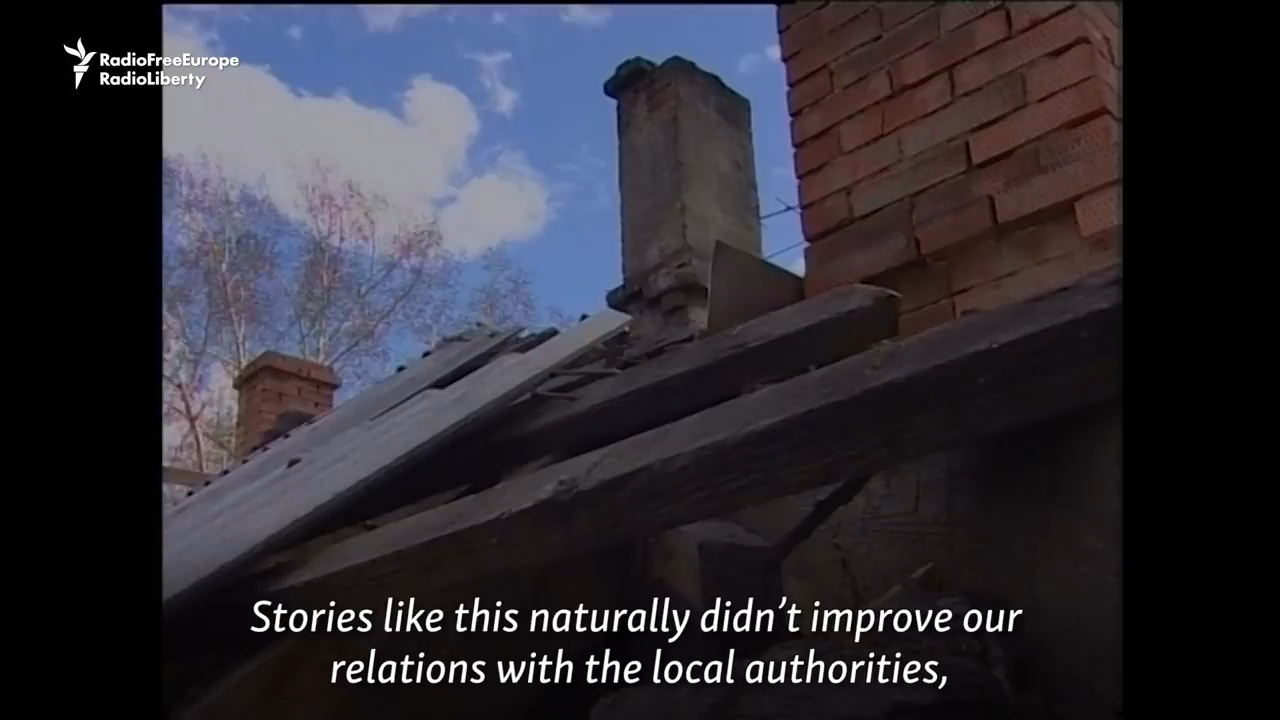 RadioFreeEurope
RadioLiberty
Stories like this naturally didn't improve our
relations with the local authorities,